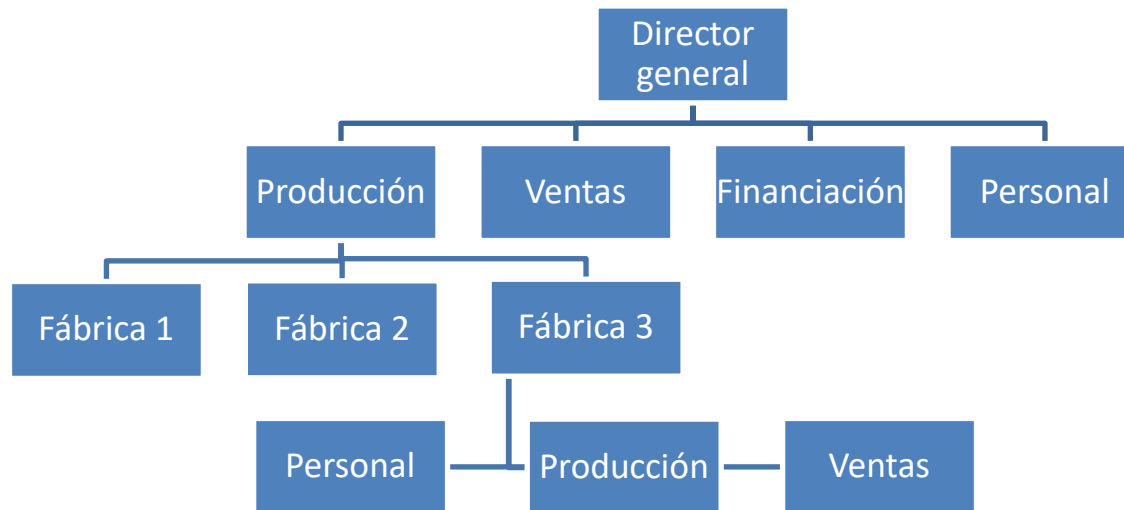 Director
general
Producción
Ventas
Financiación
Personal
Fábrica 1
Fábrica 2
Fábrica 3
Personal
Producción
Ventas